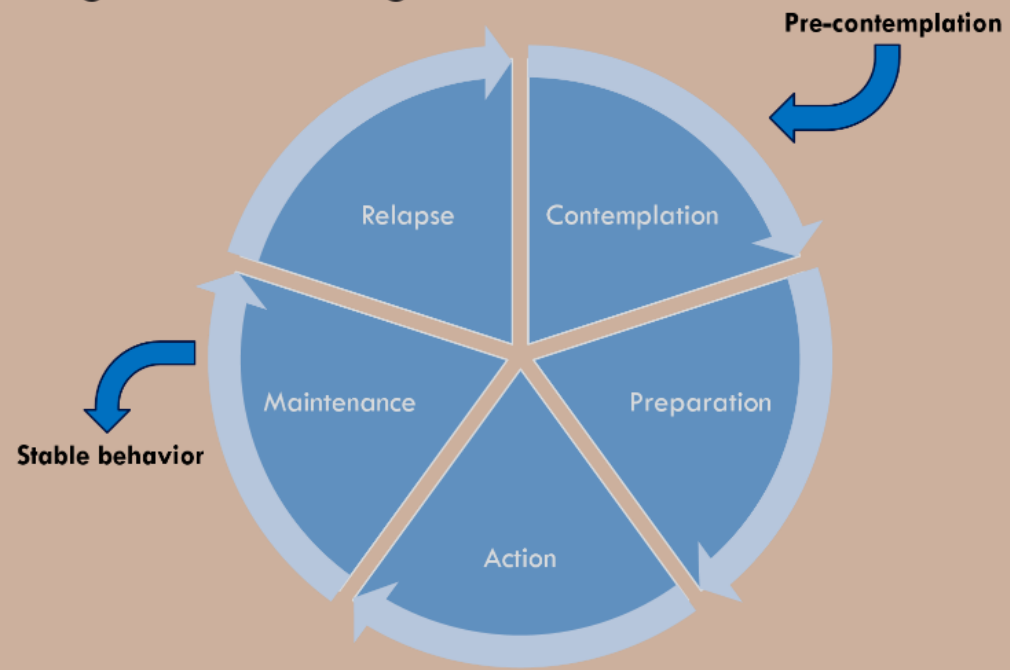 Pre-contemplation
Relapse
Contemplation
Maintenance
Preparation
Stable behavior
Action